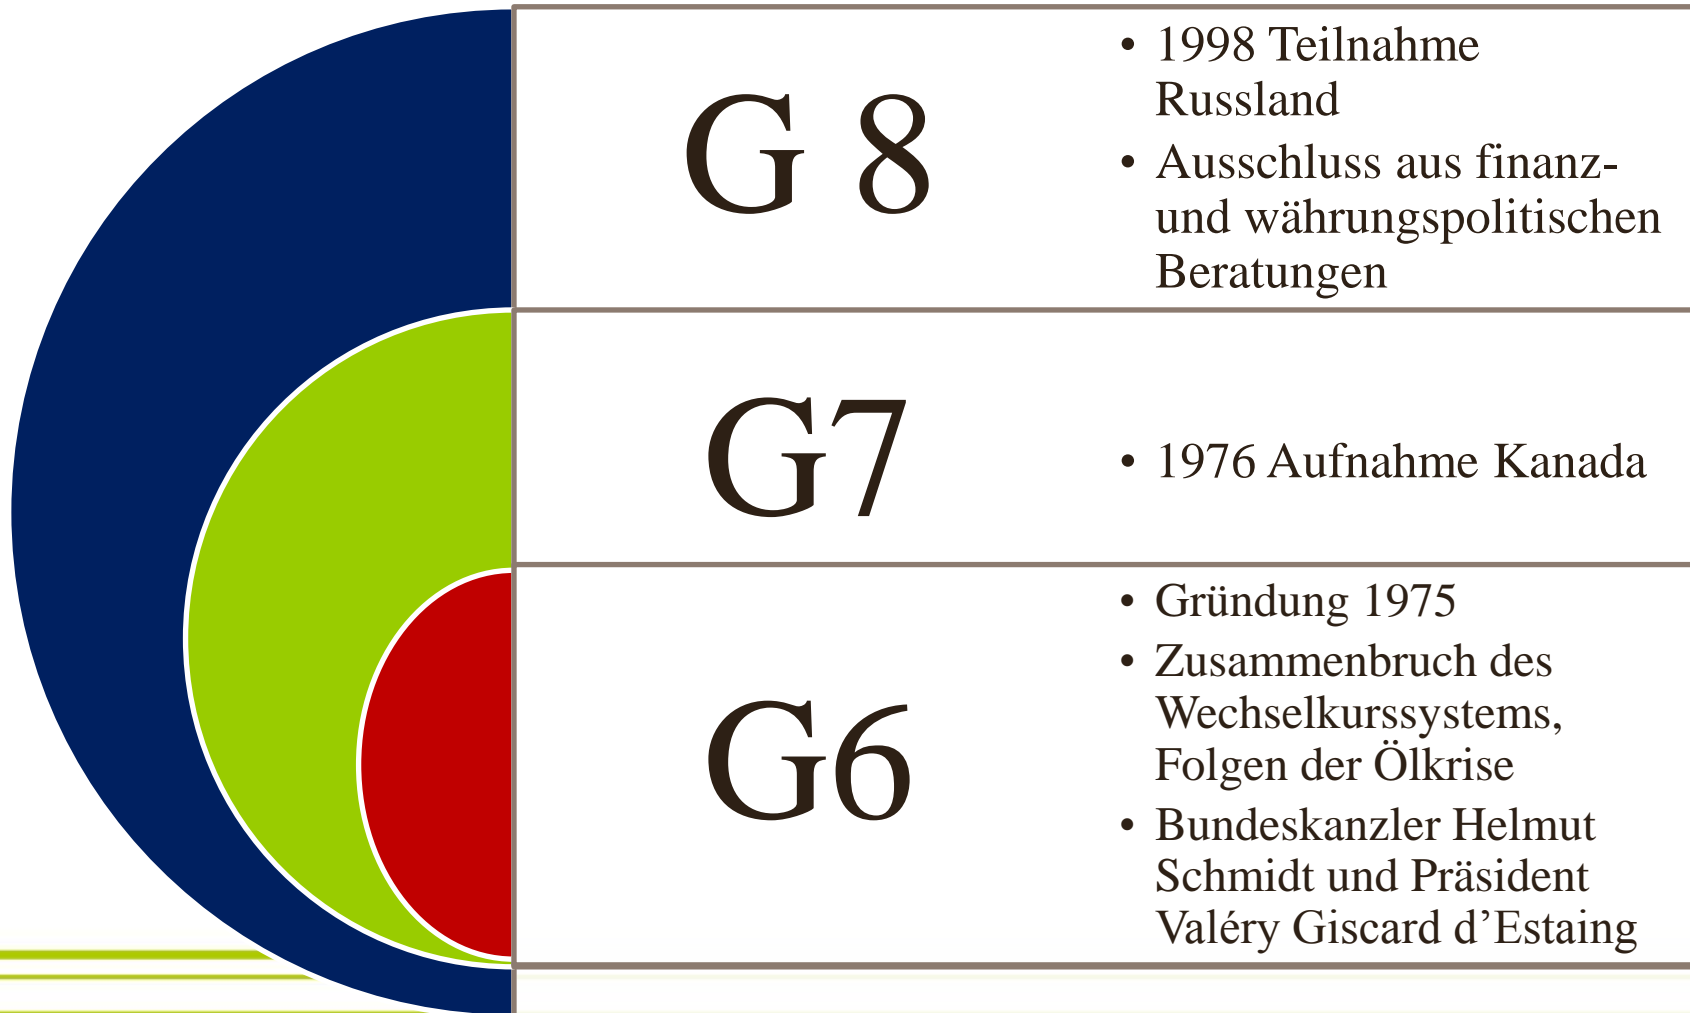 G 8
• 1998 Teilnahme
Russland
• Ausschluss aus finanz-
und währungspolitischen
Beratungen
G7
• 1976 Aufnahme Kanada
G6
• Gründung 1975
• Zusammenbruch des
Wechselkurssystems,
Folgen der Ölkrise
• Bundeskanzler Helmut
Schmidt und Präsident
Valéry Giscard d’Estaing